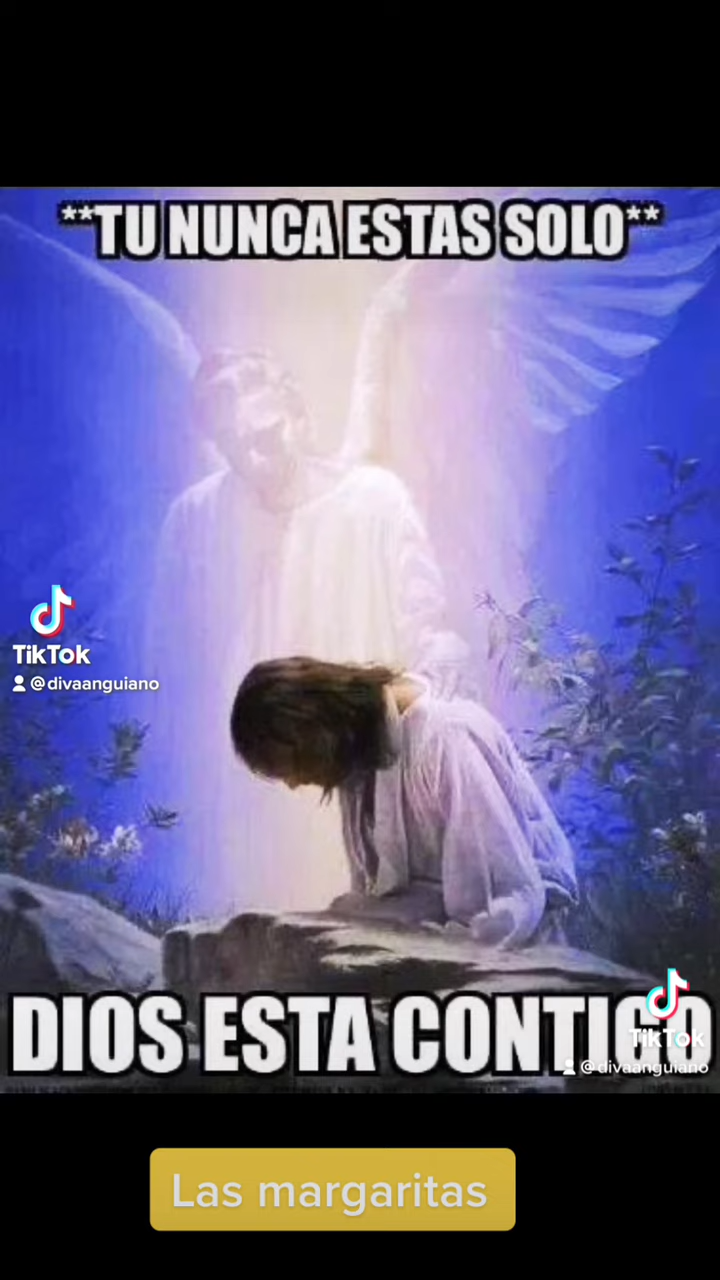 **TU NUNCA ESTAS SOLO**
TikTok
@divaanguiano
DIOS ESTA CONTIGO
TikTok
@divaanguiano
Las margaritas